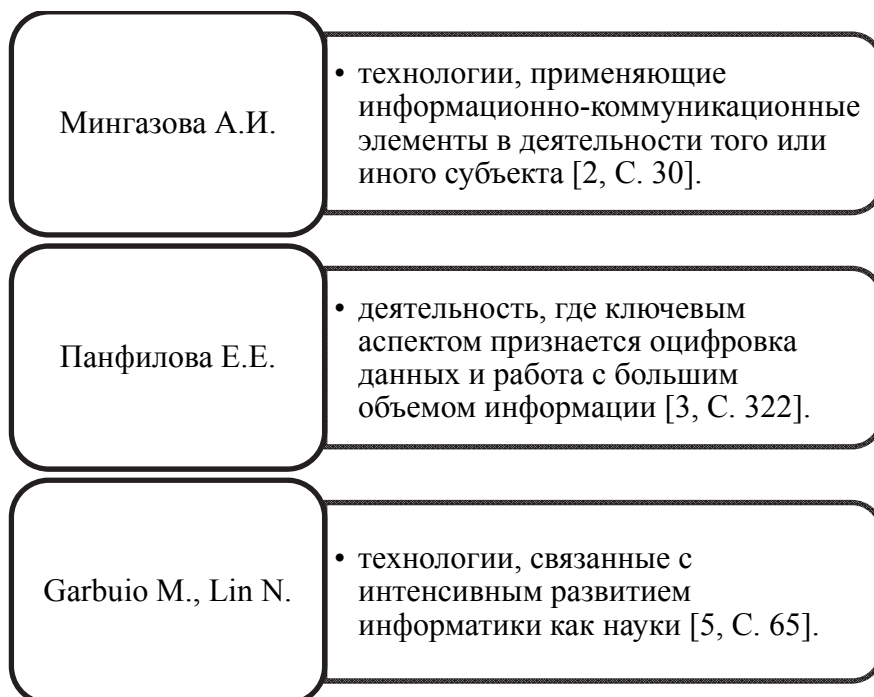 Мингазова А.И.
• технологии, применяющие
информационно-коммуникационные
элементы в деятельности того или
иного субъекта [2, С. 30].
Панфилова Е.Е.
• деятельность, где ключевым
аспектом признается оцифровка
данных и работа с большим
объемом информации [3, С. 322].
Garbuio M., Lin N.
• технологии, связанные с
интенсивным развитием
информатики как науки [5, С. 65].